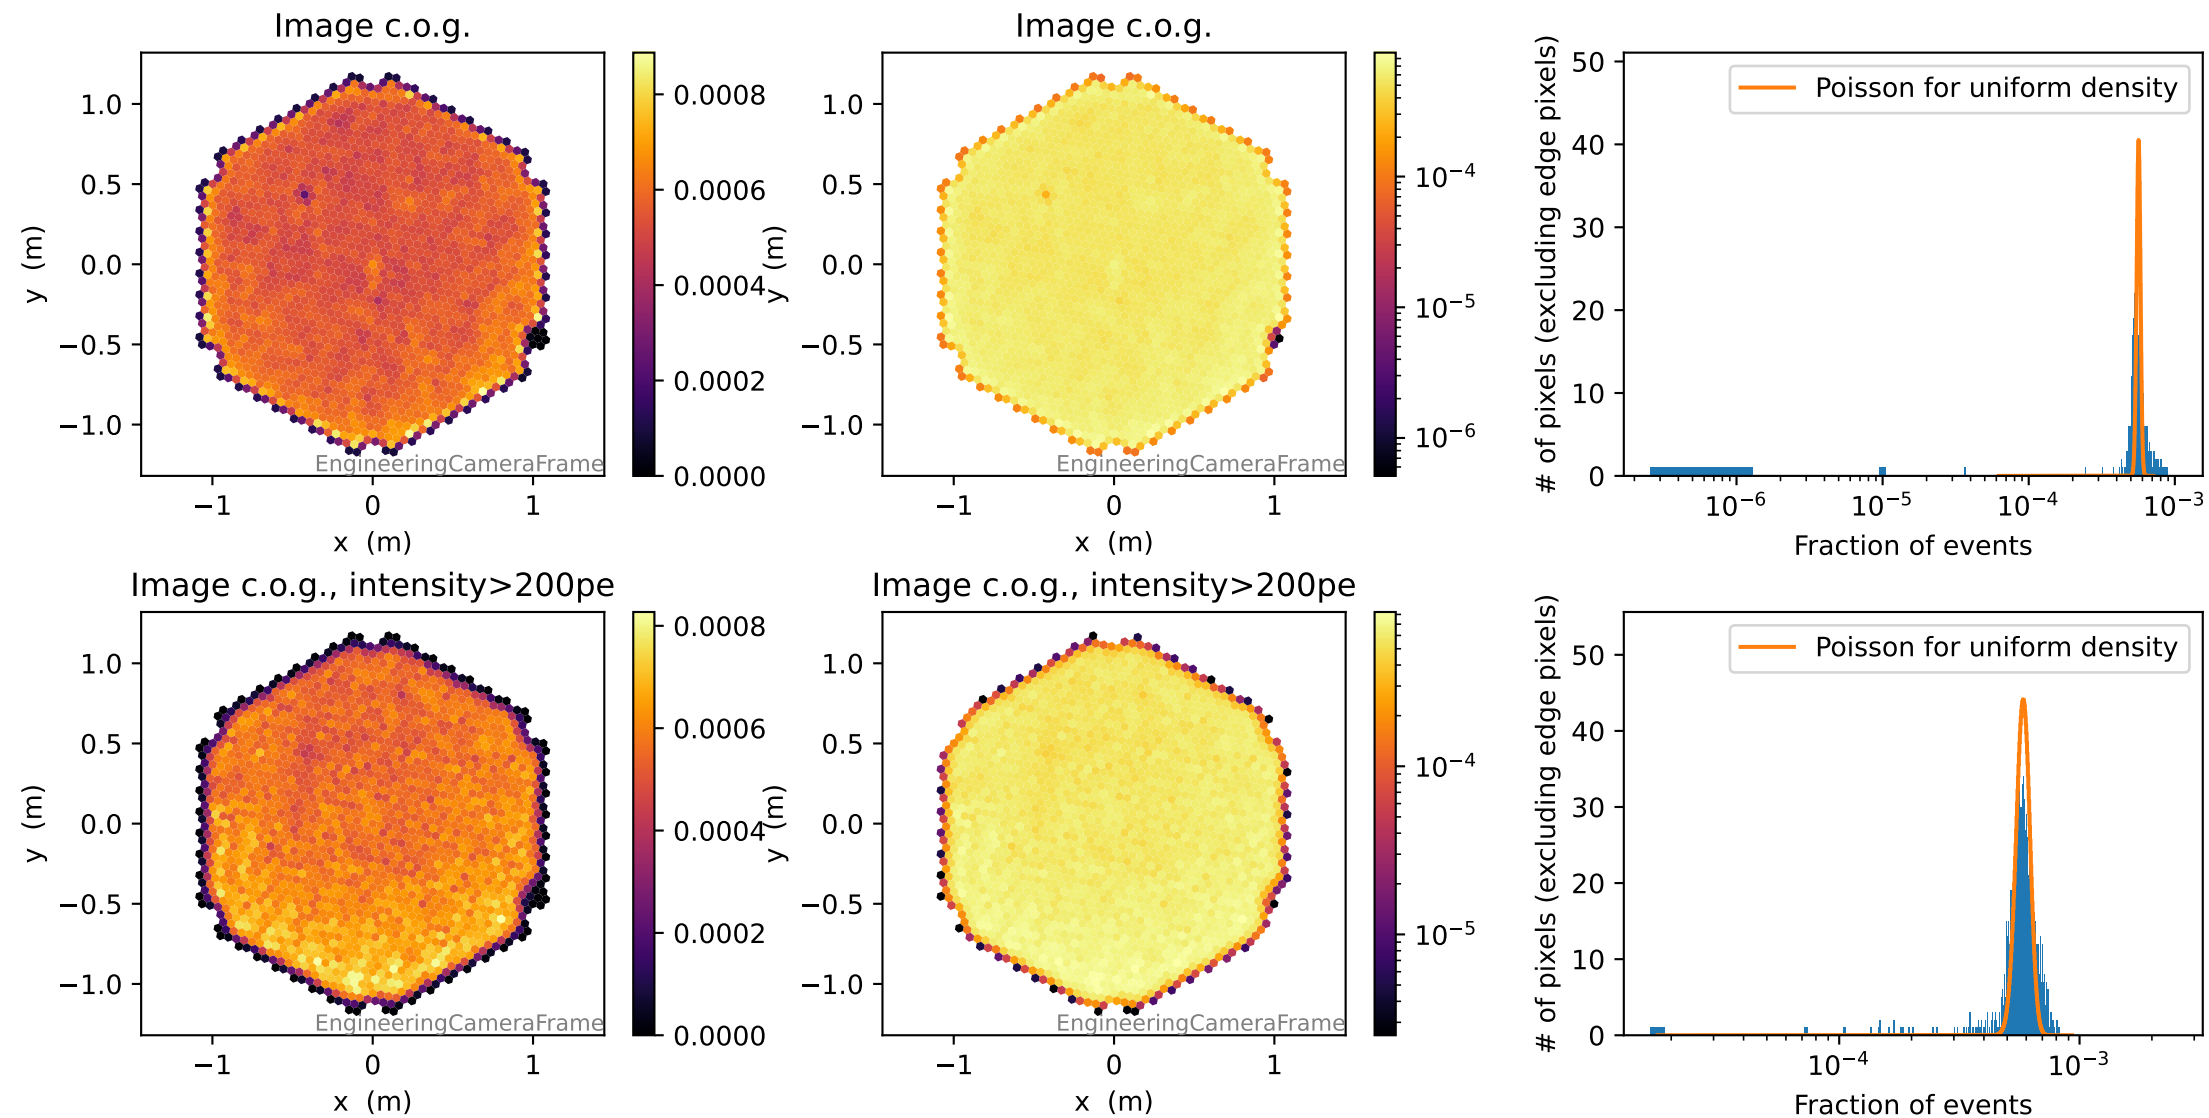 Image c.o.g.
1.0
0.5
0.0
−0.5
−1.0
y (m)
−1 0 1
x (m)
EngineeringCameraFrame
0.0008
0.0006
0.0004
0.0002
0.0000
Image c.o.g.
1.0
0.5
0.0
−0.5
−1.0
y (m)
−1 0 1
x (m)
EngineeringCameraFrame
10−4
10−5
10−6
# of pixels (excluding edge pixels)
50
40
30
20
10
0
Poisson for uniform density
10−6 10−5 10−4 10−3
Fraction of events
Image c.o.g., intensity>200pe
1.0
0.5
0.0
−0.5
−1.0
y (m)
−1 0 1
x (m)
EngineeringCameraFrame
0.0008
0.0006
0.0004
0.0002
0.0000
Image c.o.g., intensity>200pe
1.0
0.5
0.0
−0.5
−1.0
y (m)
−1 0 1
x (m)
EngineeringCameraFrame
10−4
10−5
# of pixels (excluding edge pixels)
50
40
30
20
10
0
Poisson for uniform density
10−4 10−3
Fraction of events